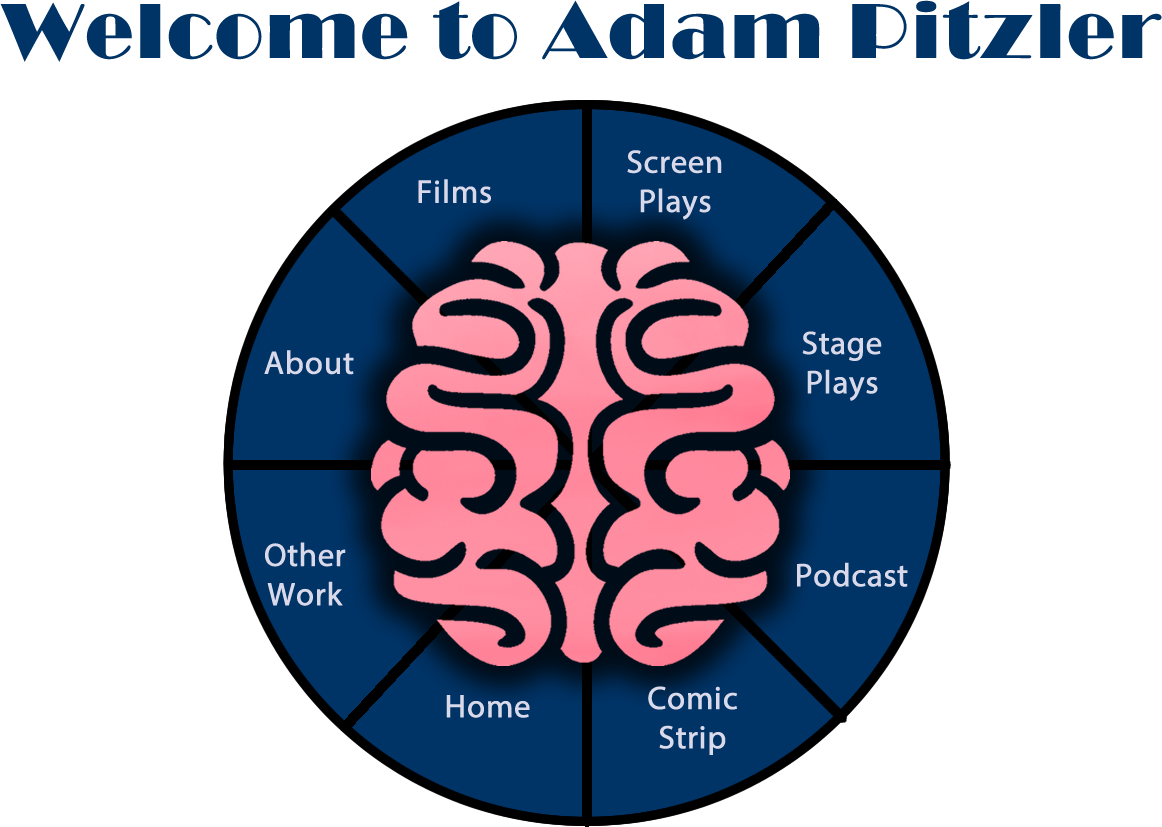 Welcome to Adam Pitzler
Films
Screen
Plays
About
Stage
Plays
Other
Work
Podcast
Home
Comic
Strip